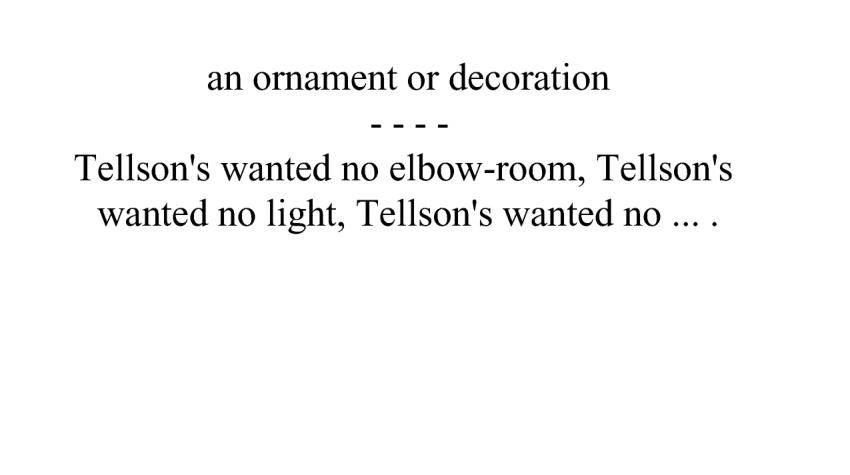 an ornament or decoration
- - - -
Tellson's wanted no elbow-room, Tellson's
wanted no light, Tellson's wanted no ... .